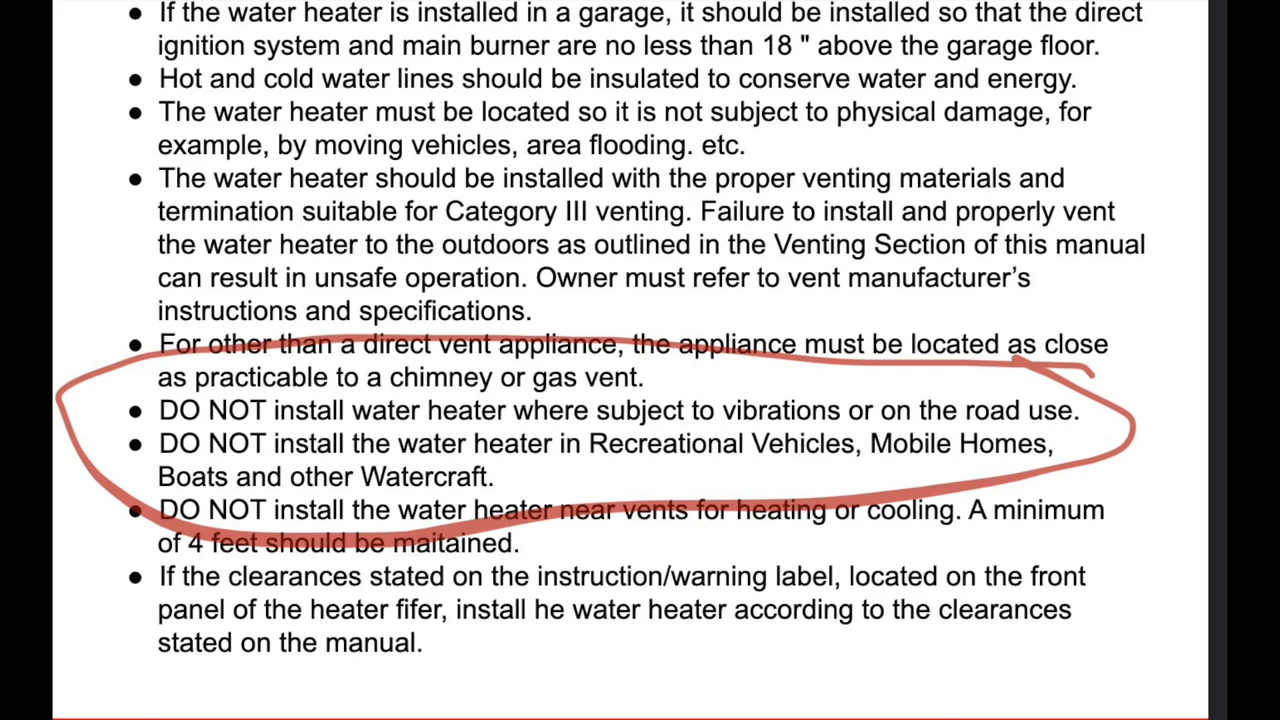 ● If the water heater is installed in a garage, it should be installed so that the direct
ignition system and main burner are no less than 18 " above the garage floor.
● Hot and cold water lines should be insulated to conserve water and energy.
● The water heater must be located so it is not subject to physical damage, for
example, by moving vehicles, area flooding. etc.
● The water heater should be installed with the proper venting materials and
termination suitable for Category III venting. Failure to install and properly vent
the water heater to the outdoors as outlined in the Venting Section of this manual
can result in unsafe operation. Owner must refer to vent manufacturer’s
instructions and specifications.
● For other than a direct vent appliance, the appliance must be located as close
as practicable to a chimney or gas vent.
● DO NOT install water heater where subject to vibrations or on the road use.
● DO NOT install the water heater in Recreational Vehicles, Mobile Homes,
Boats and other Watercraft.
● DO NOT install the water heater near vents for heating or cooling. A minimum
of 4 feet should be maitained.
● If the clearances stated on the instruction/warning label, located on the front
panel of the heater fifer, install he water heater according to the clearances
stated on the manual.